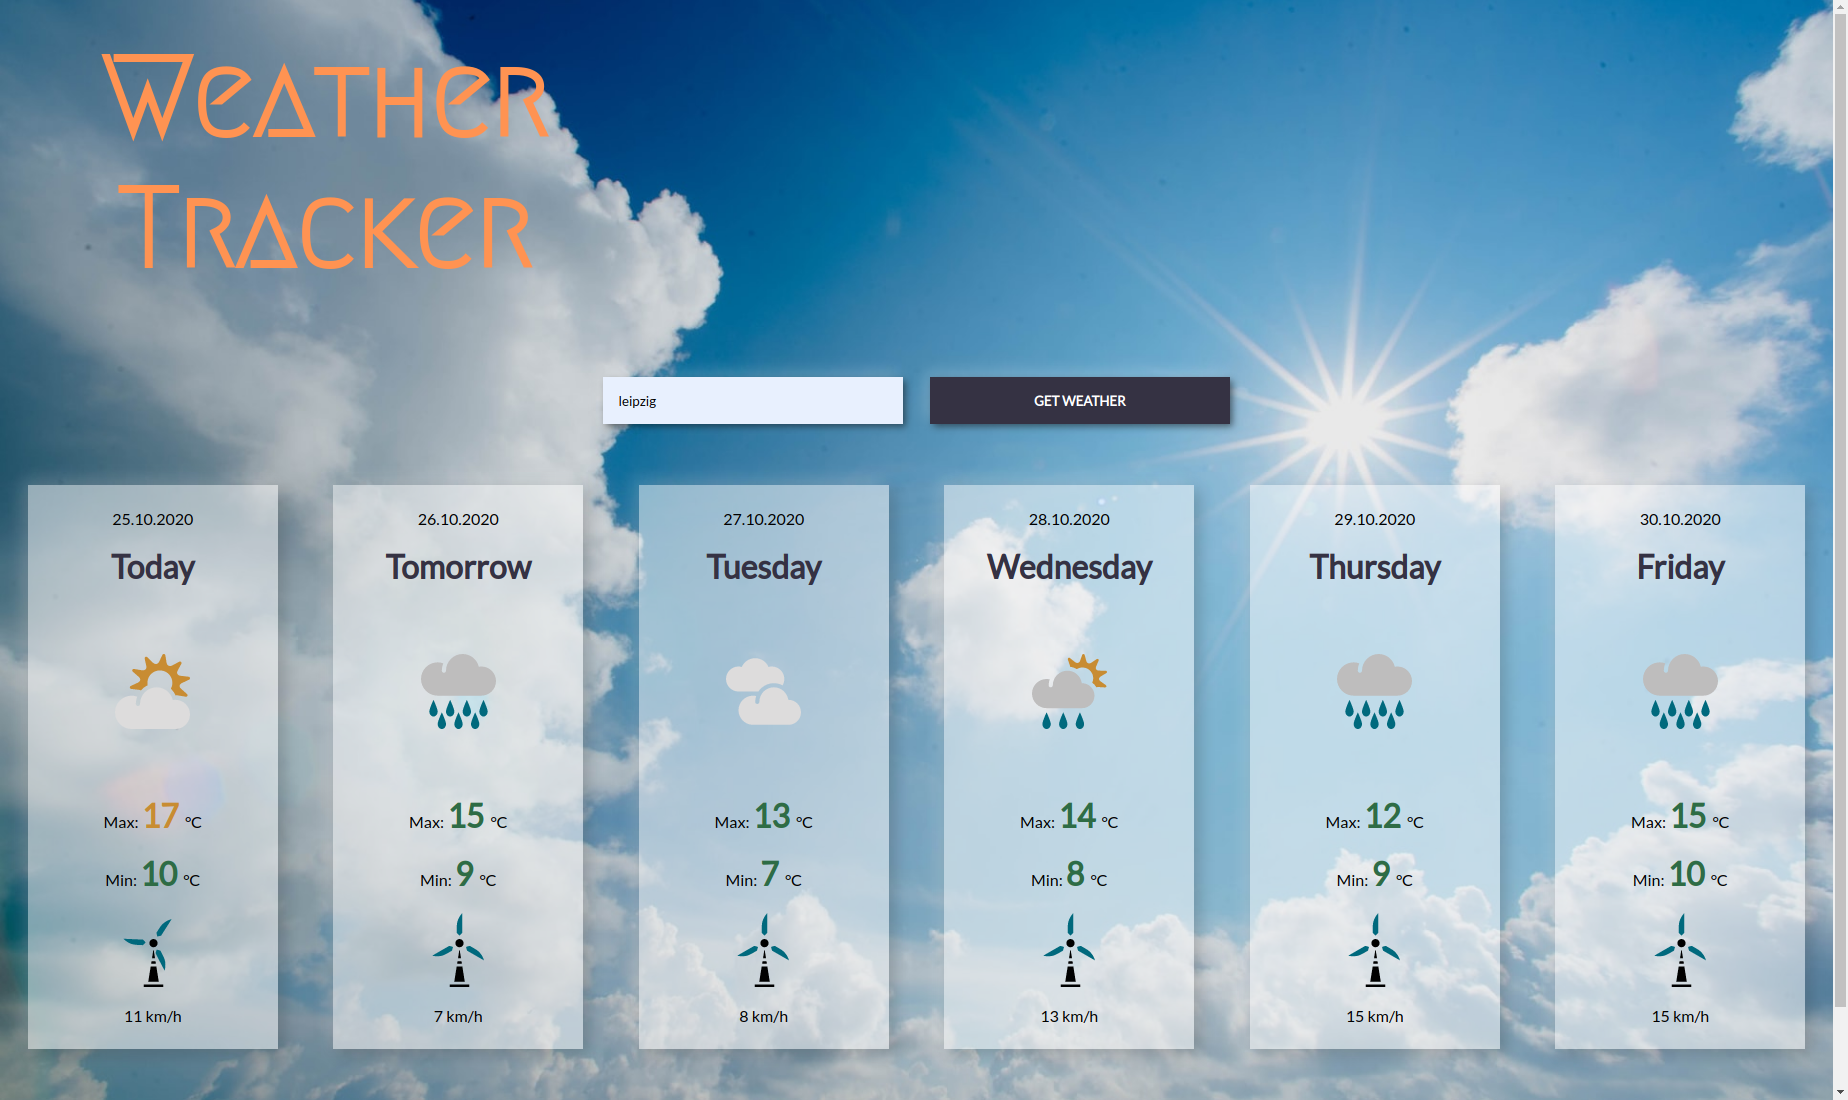 Weather
Tracker
leipzig
GET WEATHER
25.10.2020
Today
Max: 17 °C
Min: 10 °C
11 km/h
26.10.2020
Tomorrow
Max: 15 °C
Min: 9 °C
7 km/h
27.10.2020
Tuesday
Max: 13 °C
Min: 7 °C
8 km/h
28.10.2020
Wednesday
Max: 14 °C
Min: 8 °C
13 km/h
29.10.2020
Thursday
Max: 12 °C
Min: 9 °C
15 km/h
30.10.2020
Friday
Max: 15 °C
Min: 10 °C
15 km/h